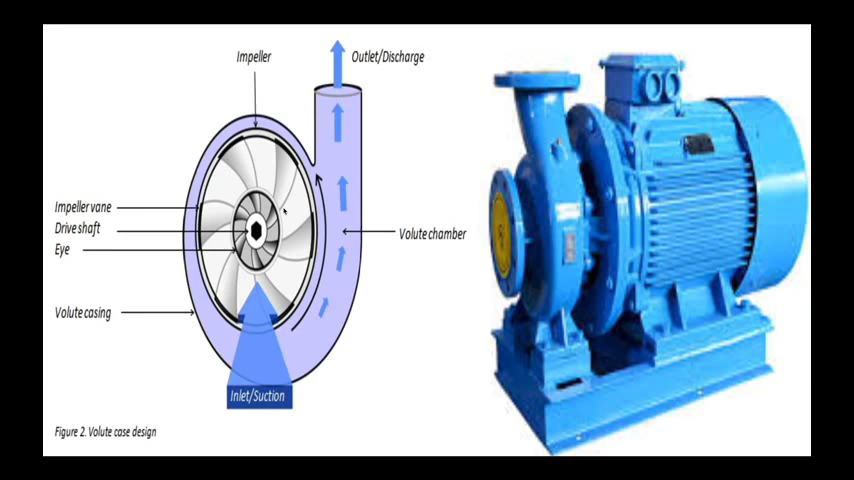 Impeller
Outlet/Discharge
Impeller vane
Drive shaft
Eye
Volute chamber
Volute casing
Inlet/Suction
Figure 2. Volute case design